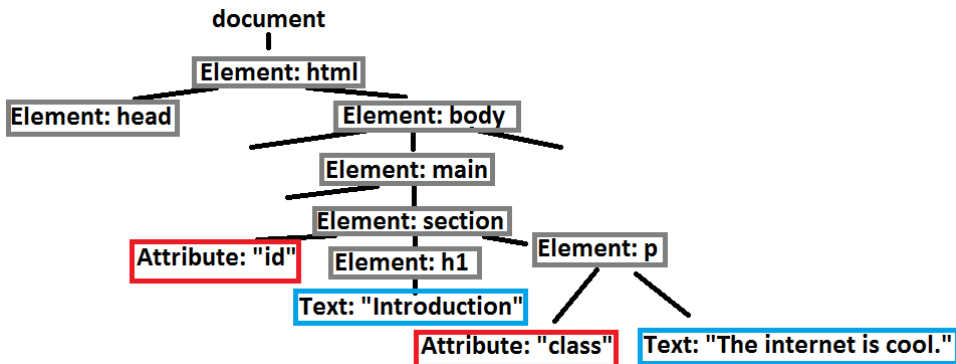 document
Element: html
Element: head
Element: body
Element: main
Element: section
Attribute: "id"
Element: h1
Element: p
Text: "Introduction"
Attribute: "class"
Text: "The internet is cool."